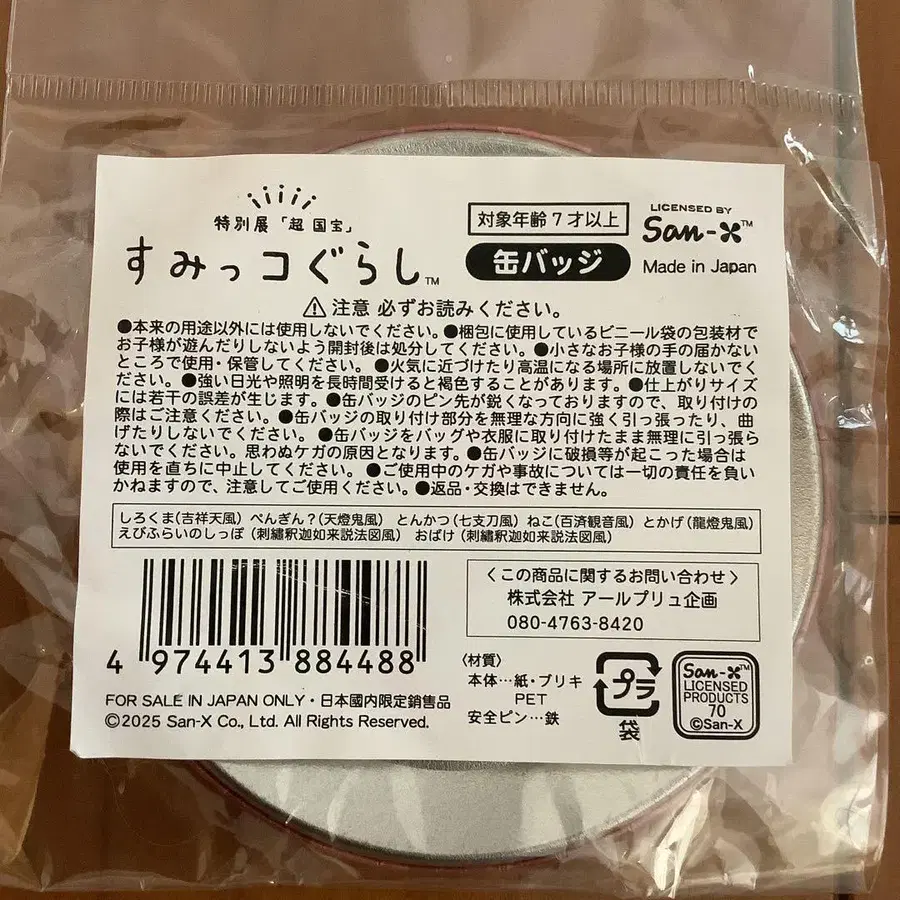 特別展「超 国宝」
すみっコぐらし™
対象年齢 7 才以上
缶バッジ
LICENSED BY
San-X™
Made in Japan
⚠ 注意 必ずお読みください。
●本来の用途以外には使用しないでください。●梱包に使用しているビニール袋の包装材で
お子様が遊んだりしないよう開封後は処分してください。●小さなお子様の手の届かない
ところで使用・保管してください。●火気に近づけたり高温になる場所に放置しないでく
ださい。●強い日光や照明を長時間受けると褐色することがあります。●仕上がりサイズ
には若干の誤差が生じます。●缶バッジのピン先が鋭くなっておりますので、取り付けの
際はご注意ください。●缶バッジの取り付け部分を無理な方向に強く引っ張ったり、曲
げたりしないでください。●缶バッジをバッグや衣服に取り付けたまま無理に引っ張ら
ないでください。思わぬケガの原因となります。●缶バッジに破損等が起こった場合は
使用を直ちに中止してください。●ご使用中のケガや事故については一切の責任を負い
かねますので、注意してご使用ください。●返品・交換はできません。
しろくま(吉祥天風) ぺんぎん?(天燈鬼風) とんかつ(七支刀風) ねこ(百済観音風) とかげ(龍燈鬼風)
えびふらいのしっぽ(刺繡釈迦如来説法図風) おばけ(刺繡釈迦如来説法図風)
4 974413 884488
FOR SALE IN JAPAN ONLY・日本國内限定銷售品
©2025 San-X Co., Ltd. All Rights Reserved.
〈この商品に関するお問い合わせ〉
株式会社 アールプリュ企画
080-4763-8420
〈材質〉
本体…紙・ブリキ
PET
安全ピン…鉄
プラ
袋
San-X™
LICENSED
PRODUCTS
70
©San-X